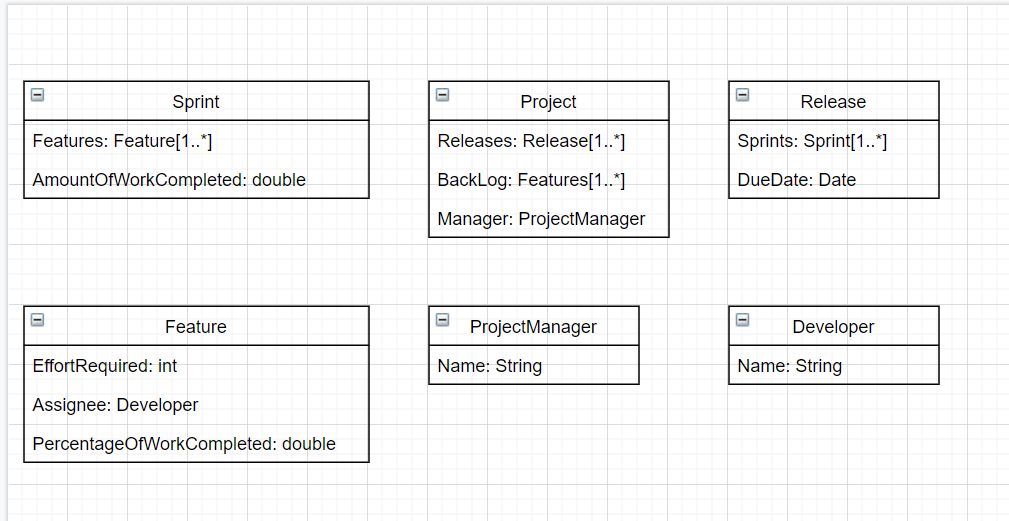 Sprint
Features: Feature[1..*]
AmountOfWorkCompleted: double
Project
Releases: Release[1..*]
BackLog: Features[1..*]
Manager: ProjectManager
Release
Sprints: Sprint[1..*]
DueDate: Date
Feature
EffortRequired: int
Assignee: Developer
PercentageOfWorkCompleted: double
ProjectManager
Name: String
Developer
Name: String